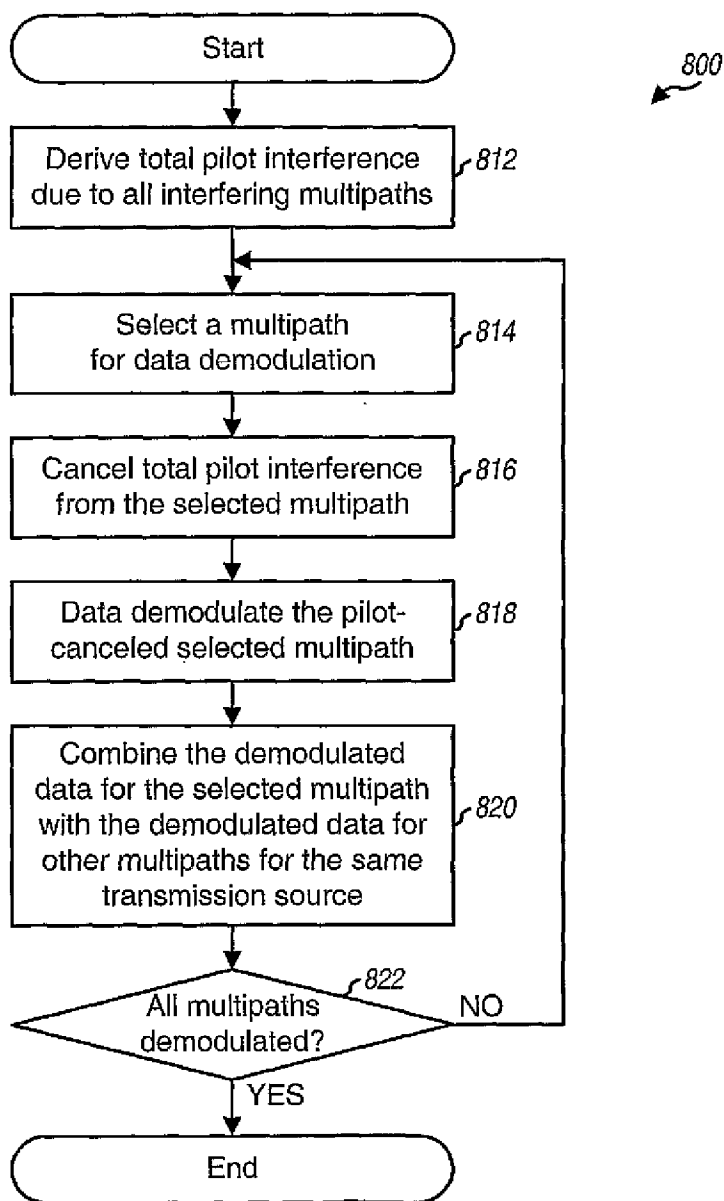 Start
800
Derive total pilot interference
due to all interfering multipaths
812
Select a multipath
for data demodulation
814
Cancel total pilot interference
from the selected multipath
816
Data demodulate the pilot-
canceled selected multipath
818
Combine the demodulated
data for the selected multipath
with the demodulated data for
other multipaths for the same
transmission source
820
822
All multipaths
demodulated?
NO
YES
End